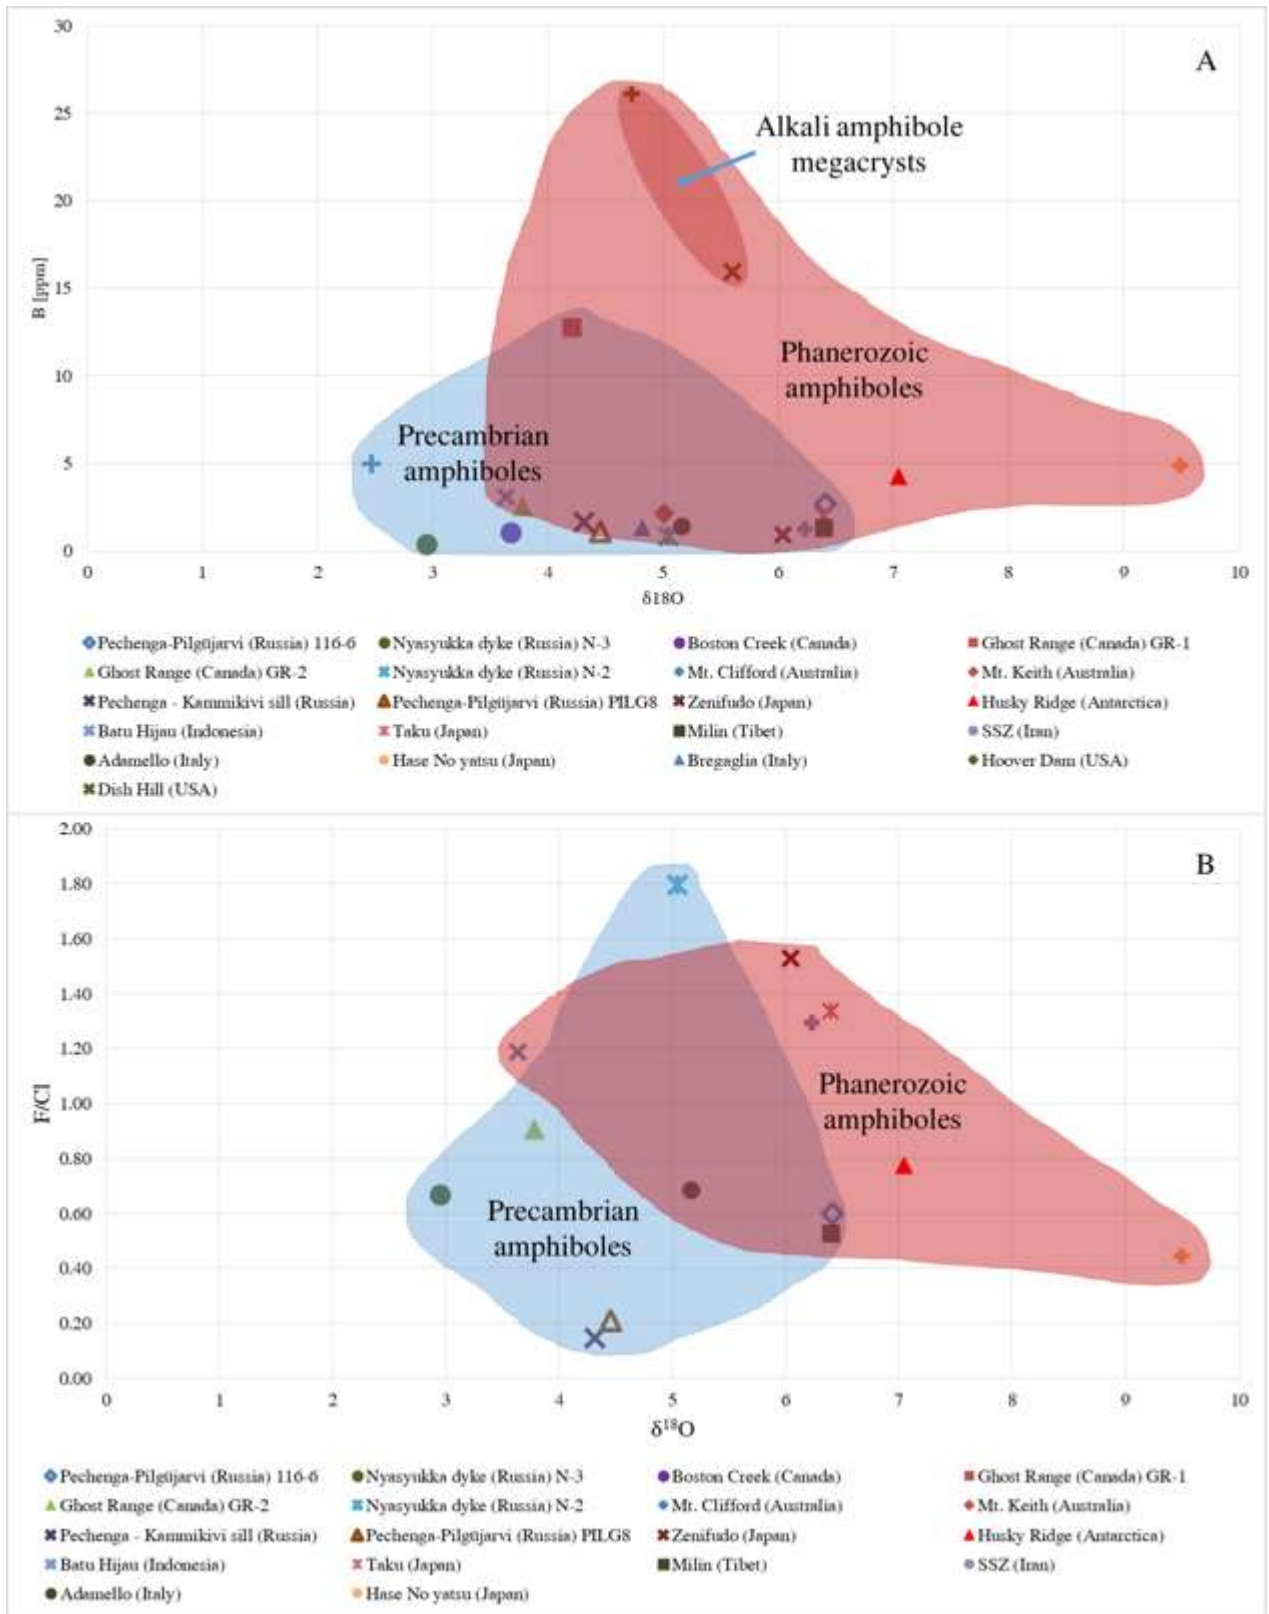 A
30
25
20
15
10
5
0
B [ppm]
Alkali amphibole
megacrysts
Phanerozoic
amphiboles
Precambrian
amphiboles
0 1 2 3 4 5 6 7 8 9 10
δ18O
Pechenga-Pilgüjarvi (Russia) 116-6 Nyasyukka dyke (Russia) N-3 Boston Creek (Canada) Ghost Range (Canada) GR-1
Ghost Range (Canada) GR-2 Nyasyukka dyke (Russia) N-2 Mt. Clifford (Australia) Mt. Keith (Australia)
Pechenga - Kammikivi sill (Russia) Pechenga-Pilgüjarvi (Russia) PILG8 Zenifudo (Japan) Husky Ridge (Antarctica)
Batu Hijau (Indonesia) Taku (Japan) Milin (Tibet) SSZ (Iran)
Adamello (Italy) Hase No yatsu (Japan) Bregaglia (Italy) Hoover Dam (USA)
Dish Hill (USA)
B
2.00
1.80
1.60
1.40
1.20
1.00
0.80
0.60
0.40
0.20
0.00
F/Cl
Phanerozoic
amphiboles
Precambrian
amphiboles
0 1 2 3 4 5 6 7 8 9 10
δ¹⁸O
Pechenga-Pilgüjarvi (Russia) 116-6 Nyasyukka dyke (Russia) N-3 Boston Creek (Canada) Ghost Range (Canada) GR-1
Ghost Range (Canada) GR-2 Nyasyukka dyke (Russia) N-2 Mt. Clifford (Australia) Mt. Keith (Australia)
Pechenga - Kammikivi sill (Russia) Pechenga-Pilgüjarvi (Russia) PILG8 Zenifudo (Japan) Husky Ridge (Antarctica)
Batu Hijau (Indonesia) Taku (Japan) Milin (Tibet) SSZ (Iran)
Adamello (Italy) Hase No yatsu (Japan)